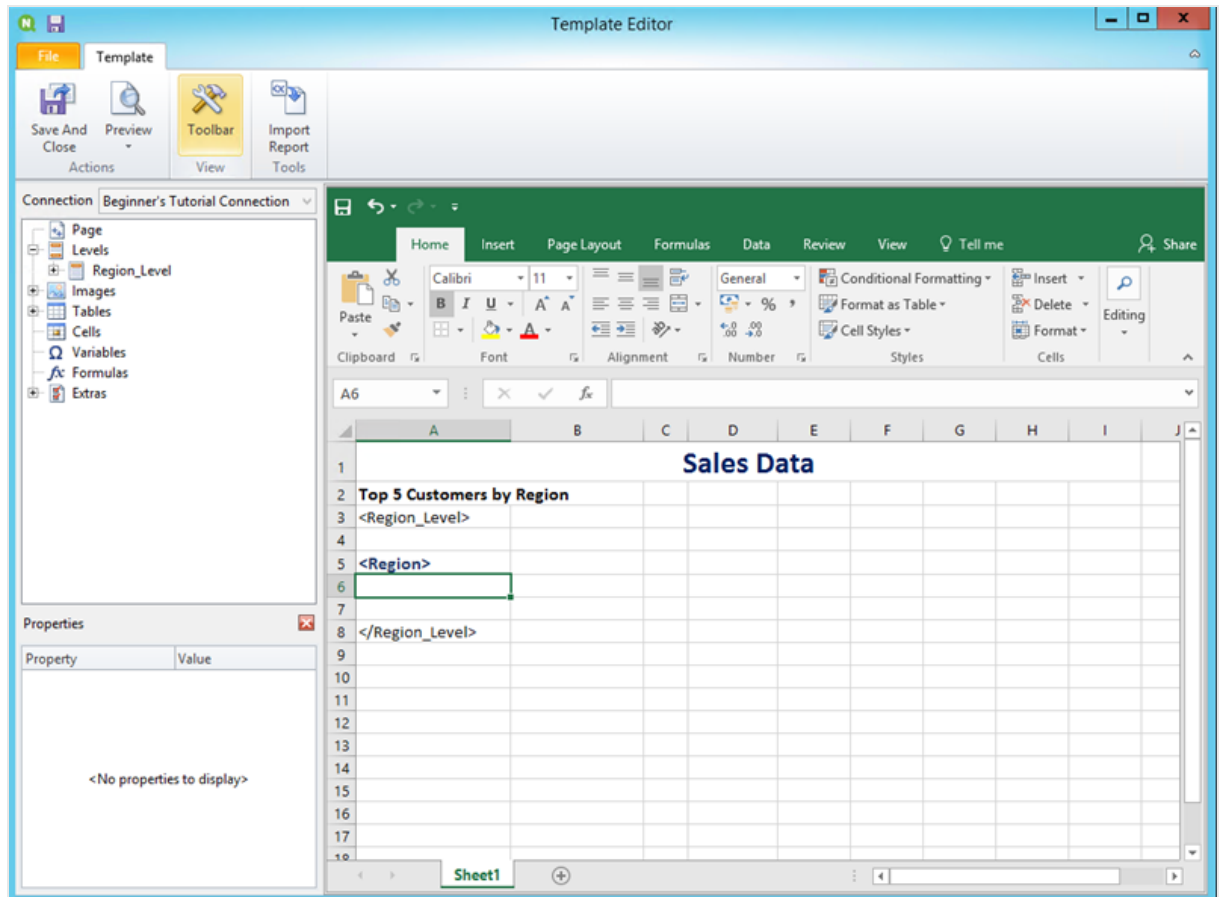 Template Editor
File Template
Save And Close Preview Toolbar Import Report
Actions View Tools
Connection Beginner's Tutorial Connection
Page
Levels
Region_Level
Images
Tables
Cells
Ω Variables
fx Formulas
Extras
Properties
Property Value
<No properties to display>
Home Insert Page Layout Formulas Data Review View Tell me Share
Paste
Calibri 11
B I U A A
A
General
% ,
.00 .0
Conditional Formatting
Format as Table
Cell Styles
Insert
Delete
Format
Editing
Clipboard Font Alignment Number Styles Cells
A6 fx
A B C D E F G H I J
1 Sales Data
2 Top 5 Customers by Region
3 <Region_Level>
4
5 <Region>
6
7
8 </Region_Level>
9
10
11
12
13
14
15
16
17
18
Sheet1